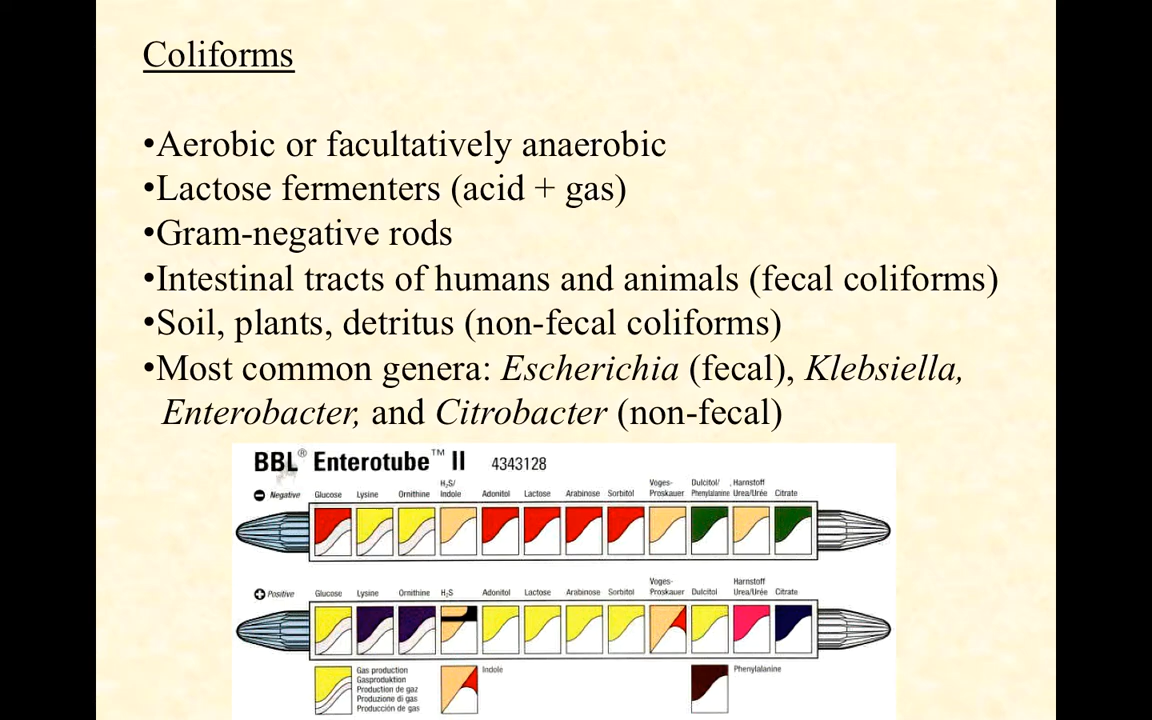 Coliforms
•Aerobic or facultatively anaerobic
•Lactose fermenters (acid + gas)
•Gram-negative rods
•Intestinal tracts of humans and animals (fecal coliforms)
•Soil, plants, detritus (non-fecal coliforms)
•Most common genera: Escherichia (fecal), Klebsiella,
Enterobacter, and Citrobacter (non-fecal)
BBL® Enterotube™ II 4343128
Negative Glucose Lysine Ornithine H₂S/ Indole Adonitol Lactose Arabinose Sorbitol Voges- Proskauer Dulcitol/ Phenylalanine Harnstoff Urea/Urée Citrate
Positive Glucose Lysine Ornithine H₂S Adonitol Lactose Arabinose Sorbitol Voges- Proskauer Dulcitol Harnstoff Urea/Urée Citrate
Gas production
Gasproduktion
Production de gaz
Produzione di gas
Producción de gas
Indole
Phenylalanine